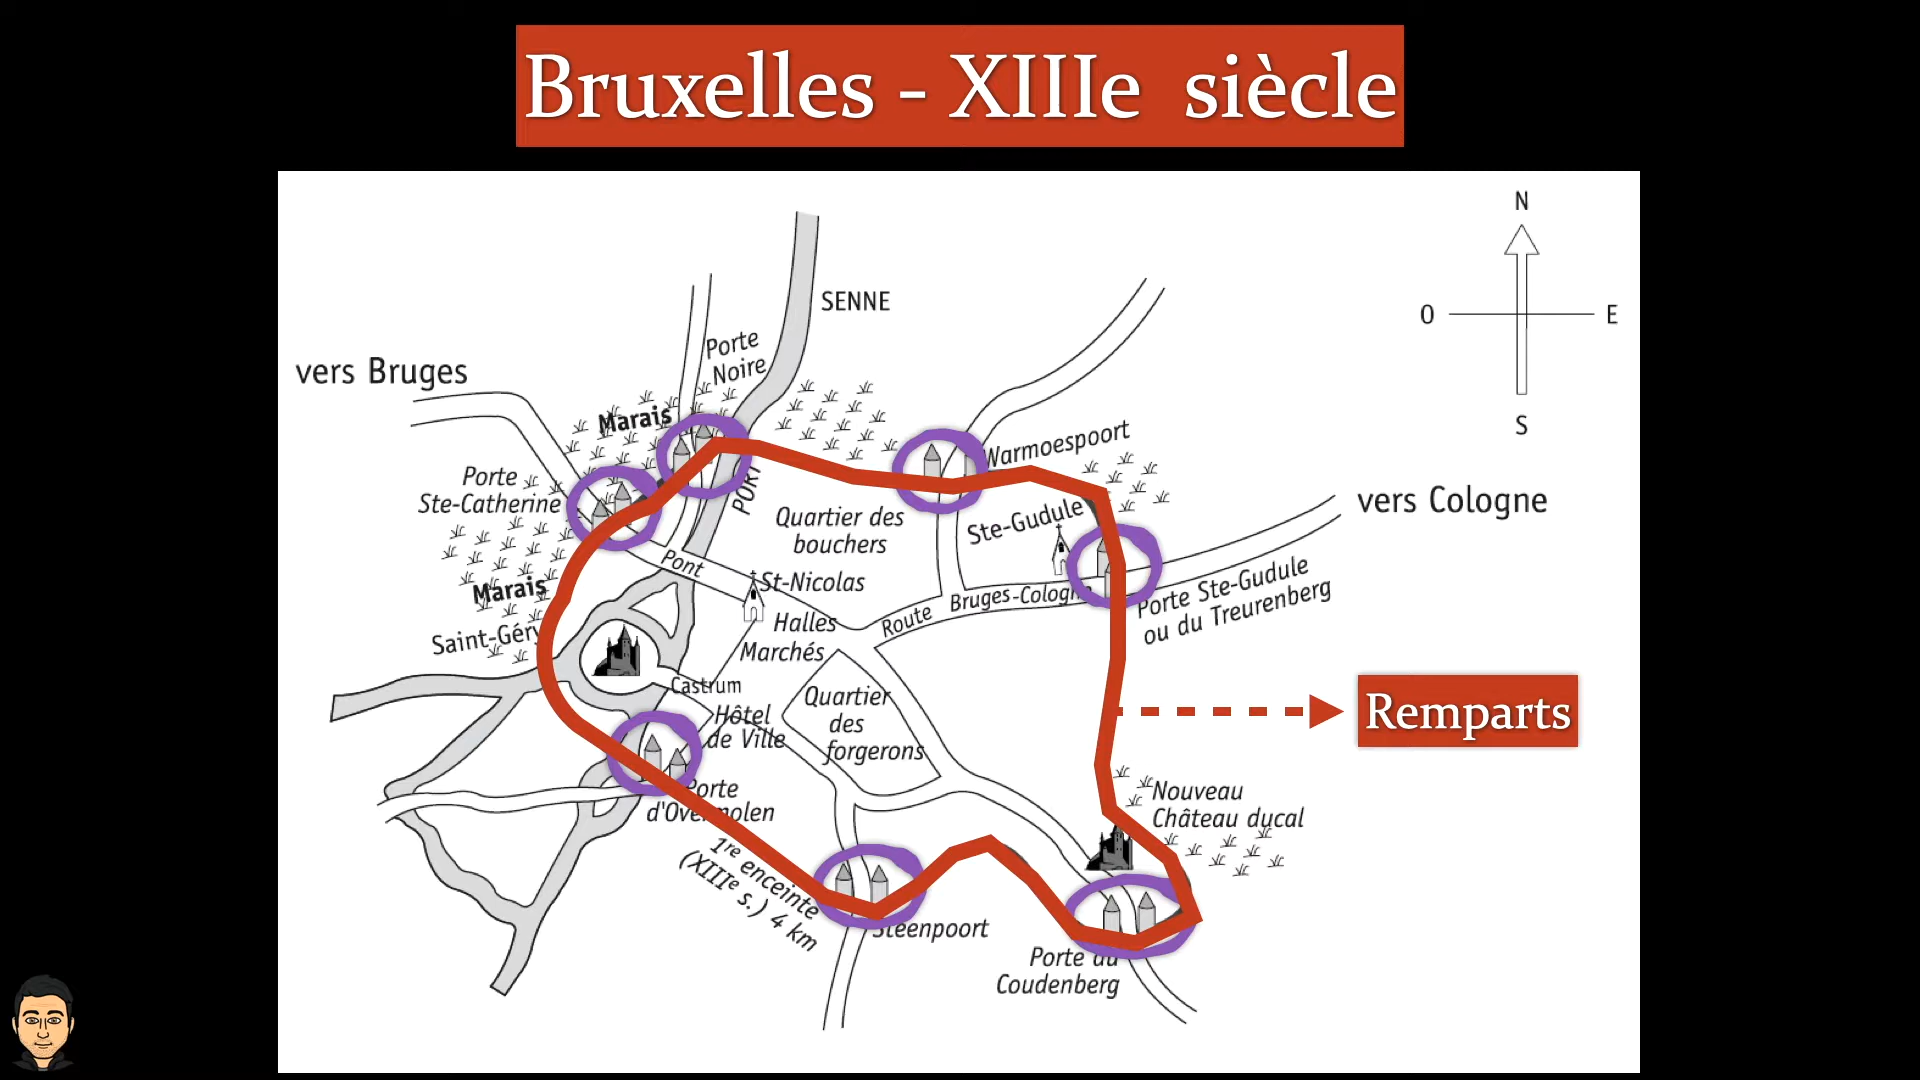 Bruxelles - XIIIe siècle
N
O
E
S
SENNE
vers Bruges
Porte
Noire
Marais
Porte
Ste-Catherine
PORT
Warmoespoort
Quartier des
bouchers
Ste-Gudule
vers Cologne
Pont
St-Nicolas
Halles
Marchés
Route
Bruges-Cologne
Porte Ste-Gudule
ou du Treurenberg
Marais
Saint-Géry
Castrum
Quartier
des
forgerons
Hôtel
de Ville
Remparts
Porte
d'Overmolen
Nouveau
Château ducal
1re enceinte
(XIIIe s.) 4 km
Steenpoort
Porte du
Coudenberg